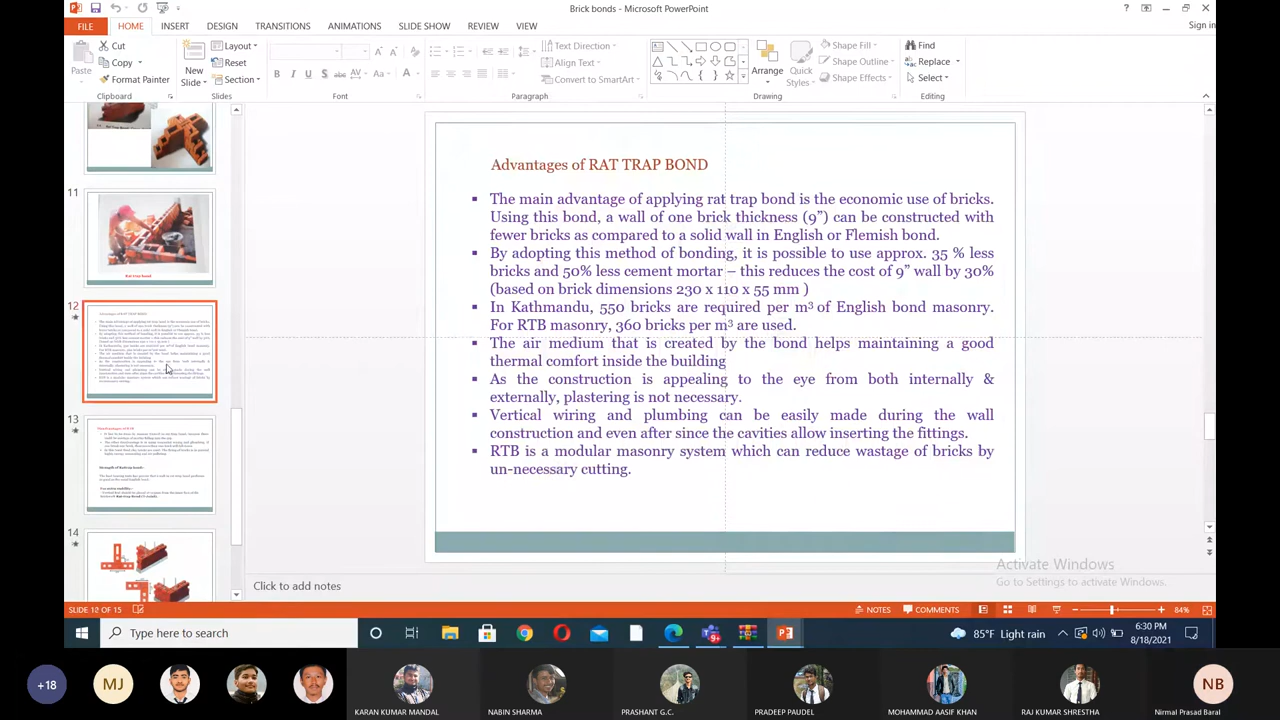 Brick bonds - Microsoft PowerPoint
Sign in
FILE HOME INSERT DESIGN TRANSITIONS ANIMATIONS SLIDE SHOW REVIEW VIEW
Cut
Copy
Format Painter
Paste
Clipboard
New Slide
Layout
Reset
Section
Slides
Font
Text Direction
Align Text
Convert to SmartArt
Paragraph
Arrange
Quick Styles
Shape Fill
Shape Outline
Shape Effects
Drawing
Find
Replace
Select
Editing
11
Rat trap bond
12
13
14
Advantages of RAT TRAP BOND
The main advantage of applying rat trap bond is the economic use of bricks.
Using this bond, a wall of one brick thickness (9”) can be constructed with
fewer bricks as compared to a solid wall in English or Flemish bond.
By adopting this method of bonding, it is possible to use approx. 35 % less
bricks and 50% less cement mortar – this reduces the cost of 9” wall by 30%
(based on brick dimensions 230 x 110 x 55 mm )
In Kathmandu, 550 bricks are required per m³ of English bond masonry.
For RTB masonry, 360 bricks per m³ are used.
The air medium that is created by the bond helps maintaining a good
thermal comfort inside the building
As the construction is appealing to the eye from both internally &
externally, plastering is not necessary.
Vertical wiring and plumbing can be easily made during the wall
construction and even after since the cavities allow inserting the fittings.
RTB is a modular masonry system which can reduce wastage of bricks by
un-necessary cutting.
Activate Windows
Go to Settings to activate Windows.
Click to add notes
SLIDE 12 OF 15
NOTES COMMENTS 84%
Type here to search
9+
85°F Light rain
6:30 PM
8/18/2021
+18
MJ
NB
KARAN KUMAR MANDAL NABIN SHARMA PRASHANT G.C. PRADEEP PAUDEL MOHAMMAD AASIF KHAN RAJ KUMAR SHRESTHA Nirmal Prasad Baral